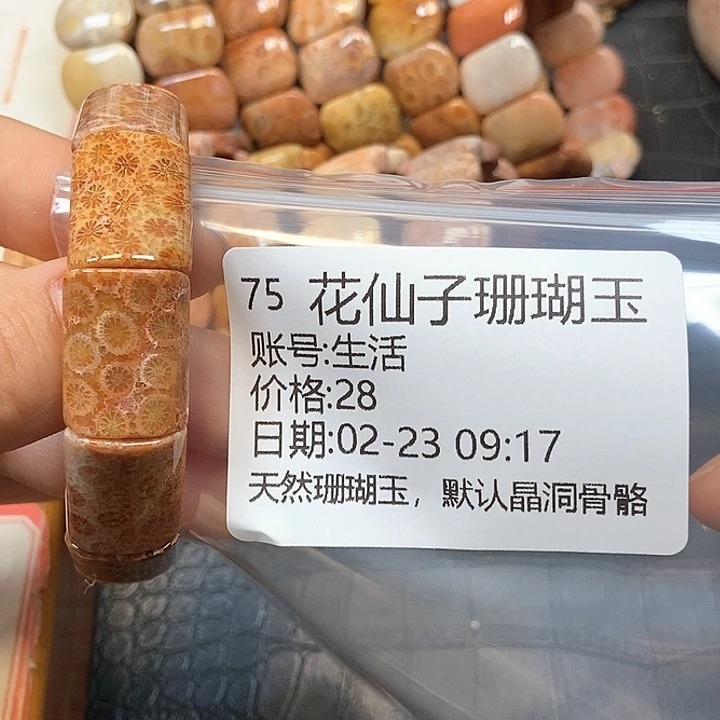 75 花仙子珊瑚玉
账号:生活
价格:28
日期:02-23 09:17
天然珊瑚玉，默认晶洞骨骼